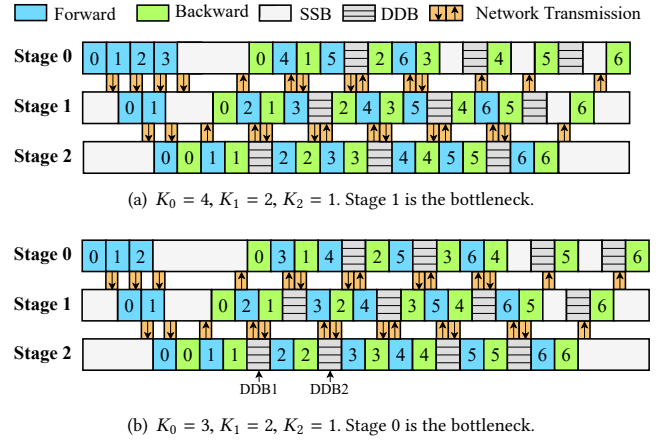 Forward Backward SSB DDB Network Transmission
Stage 0 0 1 2 3 0 4 1 5 2 6 3 4 5 6
Stage 1 0 1 0 2 1 3 2 4 3 5 4 6 5 6
Stage 2 0 0 1 1 2 2 3 3 4 4 5 5 6 6
(a) K₀ = 4, K₁ = 2, K₂ = 1. Stage 1 is the bottleneck.
Stage 0 0 1 2 0 3 1 4 2 5 3 6 4 5 6
Stage 1 0 1 0 2 1 3 2 4 3 5 4 6 5 6
Stage 2 0 0 1 1 2 2 3 3 4 4 5 5 6 6
DDB1 DDB2
(b) K₀ = 3, K₁ = 2, K₂ = 1. Stage 0 is the bottleneck.